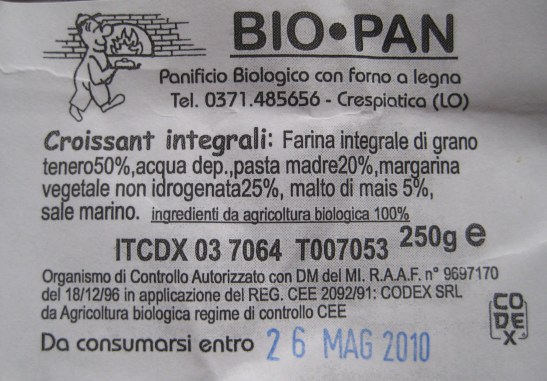 BIO•PAN
Panificio Biologico con forno a legna
Tel. 0371.485656 - Crespiatica (LO)
Croissant integrali: Farina integrale di grano
tenero50%,acqua dep.,pasta madre20%,margarina
vegetale non idrogenata25%, malto di mais 5%,
sale marino. ingredienti da agricoltura biologica 100%
ITCDX 03 7064 T007053 250g e
Organismo di Controllo Autorizzato con DM del MI. R.A.A.F. n° 9697170
del 18/12/96 in applicazione del REG. CEE 2092/91: CODEX SRL
da Agricoltura biologica regime di controllo CEE
CO
DE
X
Da consumarsi entro 26 MAG 2010